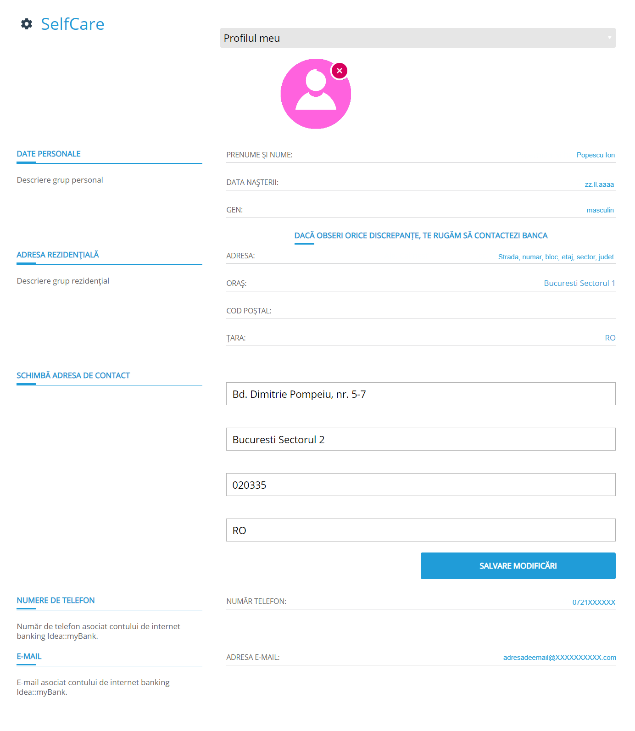 SelfCare
Profilul meu
DATE PERSONALE
Descriere grup personal
PRENUME ȘI NUME:
Popescu Ion
DATA NAȘTERII:
zz.ll.aaaa
GEN:
masculin
DACĂ OBSERI ORICE DISCREPANȚE, TE RUGĂM SĂ CONTACTEZI BANCA
ADRESA REZIDENȚIALĂ
Descriere grup rezidențial
ADRESA:
Strada, numar, bloc, etaj, sector, judet
ORAȘ:
Bucuresti Sectorul 1
COD POȘTAL:
ȚARA:
RO
SCHIMBĂ ADRESA DE CONTACT
Bd. Dimitrie Pompeiu, nr. 5-7
Bucuresti Sectorul 2
020335
RO
SALVARE MODIFICĂRI
NUMERE DE TELEFON
Număr de telefon asociat contului de internet
banking Idea::myBank.
NUMĂR TELEFON:
0721XXXXXX
E-MAIL
E-mail asociat contului de internet banking
Idea::myBank.
ADRESA E-MAIL:
adresadeemail@XXXXXXXXXX.com